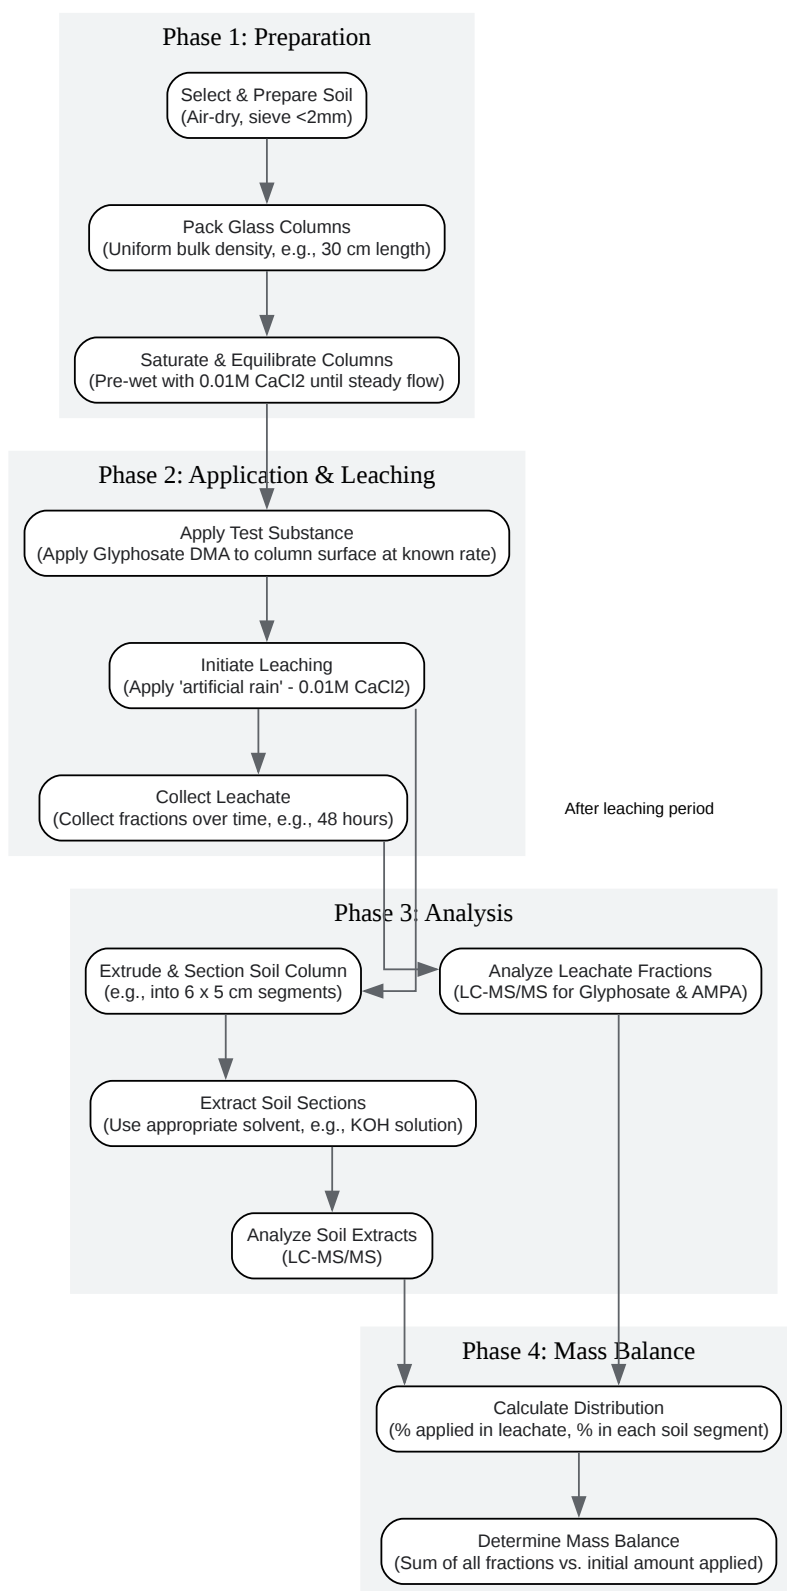 Phase 1: Preparation
Select & Prepare Soil
(Air-dry, sieve <2mm)
Pack Glass Columns
(Uniform bulk density, e.g., 30 cm length)
Saturate & Equilibrate Columns
(Pre-wet with 0.01M CaCl2 until steady flow)
Phase 2: Application & Leaching
Apply Test Substance
(Apply Glyphosate DMA to column surface at known rate)
Initiate Leaching
(Apply 'artificial rain' - 0.01M CaCl2)
Collect Leachate
(Collect fractions over time, e.g., 48 hours)
After leaching period
Phase 3: Analysis
Extrude & Section Soil Column
(e.g., into 6 x 5 cm segments)
Analyze Leachate Fractions
(LC-MS/MS for Glyphosate & AMPA)
Extract Soil Sections
(Use appropriate solvent, e.g., KOH solution)
Analyze Soil Extracts
(LC-MS/MS)
Phase 4: Mass Balance
Calculate Distribution
(% applied in leachate, % in each soil segment)
Determine Mass Balance
(Sum of all fractions vs. initial amount applied)